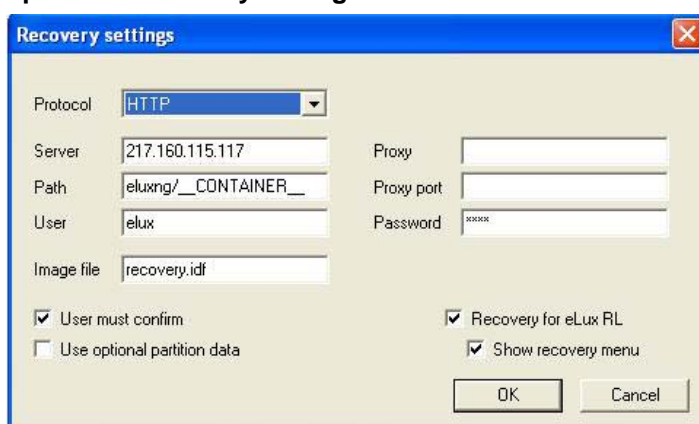 Recovery settings
Protocol HTTP
Server 217.160.115.117 Proxy
Path eluxng/__CONTAINER__ Proxy port
User elux Password ****
Image file recovery.idf
User must confirm Recovery for eLux RL
Use optional partition data Show recovery menu
OK Cancel